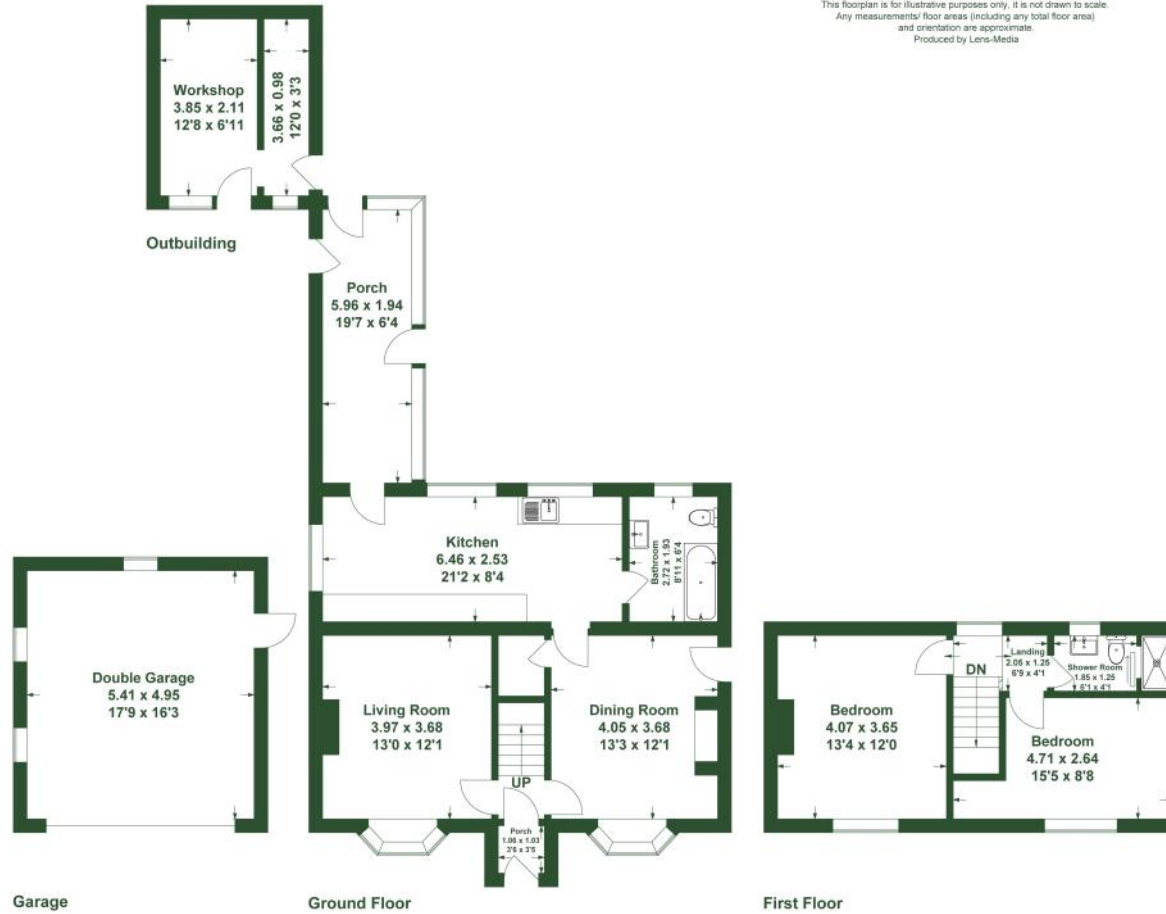 This floorplan is for illustrative purposes only, it is not drawn to scale.
Any measurements/ floor areas (including any total floor area)
and orientation are approximate.
Produced by Lens-Media
Workshop
3.85 x 2.11
12'8 x 6'11
3.66 x 0.98
12'0 x 3'3
Outbuilding
Porch
5.96 x 1.94
19'7 x 6'4
Kitchen
6.46 x 2.53
21'2 x 8'4
Bathroom
2.72 x 1.93
8'11 x 6'4
Double Garage
5.41 x 4.95
17'9 x 16'3
Living Room
3.97 x 3.68
13'0 x 12'1
UP
Dining Room
4.05 x 3.68
13'3 x 12'1
Porch
1.06 x 1.03
3'6 x 3'5
Bedroom
4.07 x 3.65
13'4 x 12'0
DN
Landing
2.05 x 1.25
6'9 x 4'1
Shower Room
1.85 x 1.25
6'1 x 4'1
Bedroom
4.71 x 2.64
15'5 x 8'8
Garage
Ground Floor
First Floor